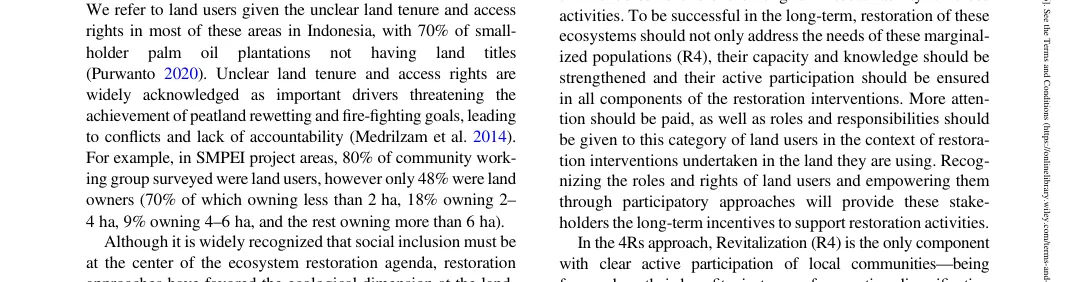 We refer to land users given the unclear land tenure and access
rights in most of these areas in Indonesia, with 70% of small-
holder palm oil plantations not having land titles
(Purwanto 2020). Unclear land tenure and access rights are
widely acknowledged as important drivers threatening the
achievement of peatland rewetting and fire-fighting goals, leading
to conflicts and lack of accountability (Medrilzam et al. 2014).
For example, in SMPEI project areas, 80% of community work-
ing group surveyed were land users, however only 48% were land
owners (70% of which owning less than 2 ha, 18% owning 2–
4 ha, 9% owning 4–6 ha, and the rest owning more than 6 ha).
Although it is widely recognized that social inclusion must be
at the center of the ecosystem restoration agenda, restoration
activities. To be successful in the long-term, restoration of these
ecosystems should not only address the needs of these marginal-
ized populations (R4), their capacity and knowledge should be
strengthened and their active participation should be ensured
in all components of the restoration interventions. More atten-
tion should be paid, as well as roles and responsibilities should
be given to this category of land users in the context of restora-
tion interventions undertaken in the land they are using. Recog-
nizing the roles and rights of land users and empowering them
through participatory approaches will provide these stake-
holders the long-term incentives to support restoration activities.
In the 4Rs approach, Revitalization (R4) is the only component
with clear active participation of local communities—being
See the Terms and Conditions (https://onlinelibrary.wiley.com/terms-and-